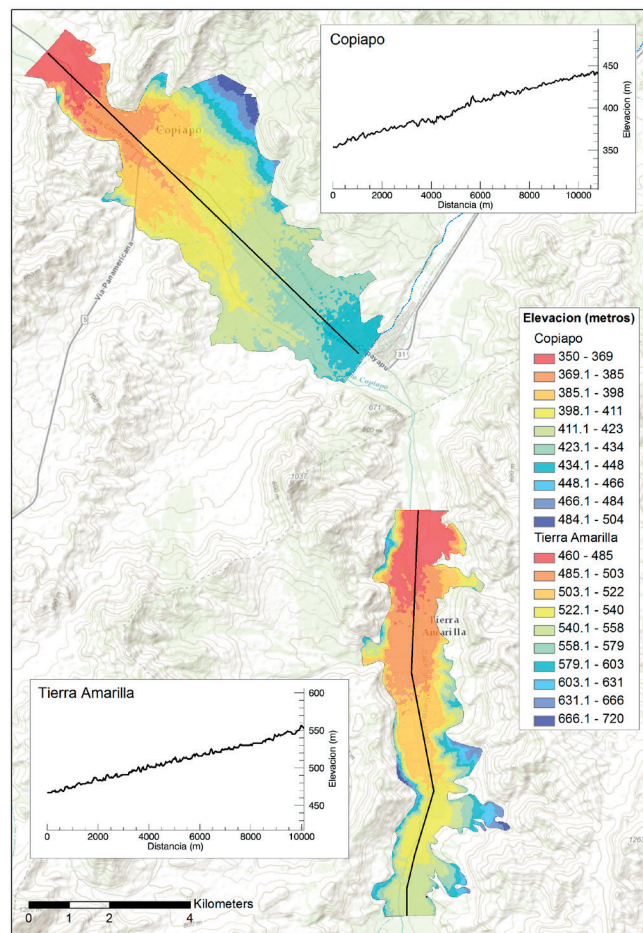 Copiapo
450
400
350
Elevacion (m)
0 2000 4000 6000 8000 10000
Distancia (m)
Copiapó
Vía Panamericana
5
31
Copiapo
671
1037
Elevacion (metros)
Copiapo
350 - 369
369.1 - 385
385.1 - 398
398.1 - 411
411.1 - 423
423.1 - 434
434.1 - 448
448.1 - 466
466.1 - 484
484.1 - 504
Tierra Amarilla
460 - 485
485.1 - 503
503.1 - 522
522.1 - 540
540.1 - 558
558.1 - 579
579.1 - 603
603.1 - 631
631.1 - 666
666.1 - 720
Tierra
Amarilla
Tierra Amarilla
600
550
500
450
Elevacion (m)
0 2000 4000 6000 8000 10000
Distancia (m)
0 1 2 4
Kilometers